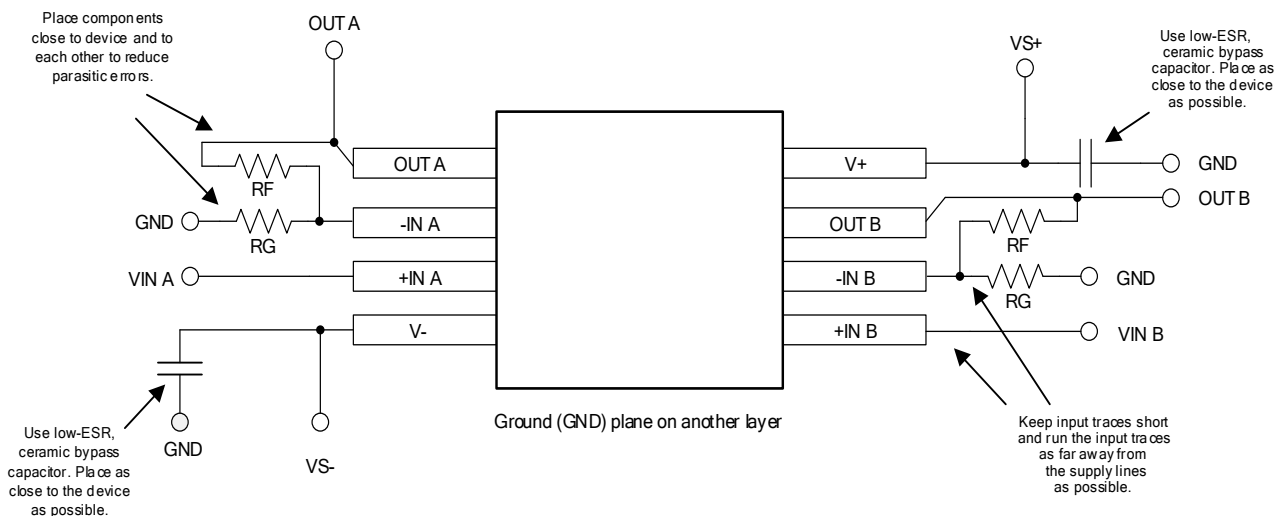 Place components
close to device and to
each other to reduce
parasitic errors.
OUT A
VS+
Use low-ESR,
ceramic bypass
capacitor. Place as
close to the device
as possible.
OUT A
V+
GND
RF
OUT B
OUT B
GND
-IN A
RF
RG
VIN A
+IN A
-IN B
GND
RG
V-
+IN B
VIN B
Ground (GND) plane on another layer
Use low-ESR,
ceramic bypass
capacitor. Place as
close to the device
as possible.
GND
VS-
Keep input traces short
and run the input traces
as far away from
the supply lines
as possible.